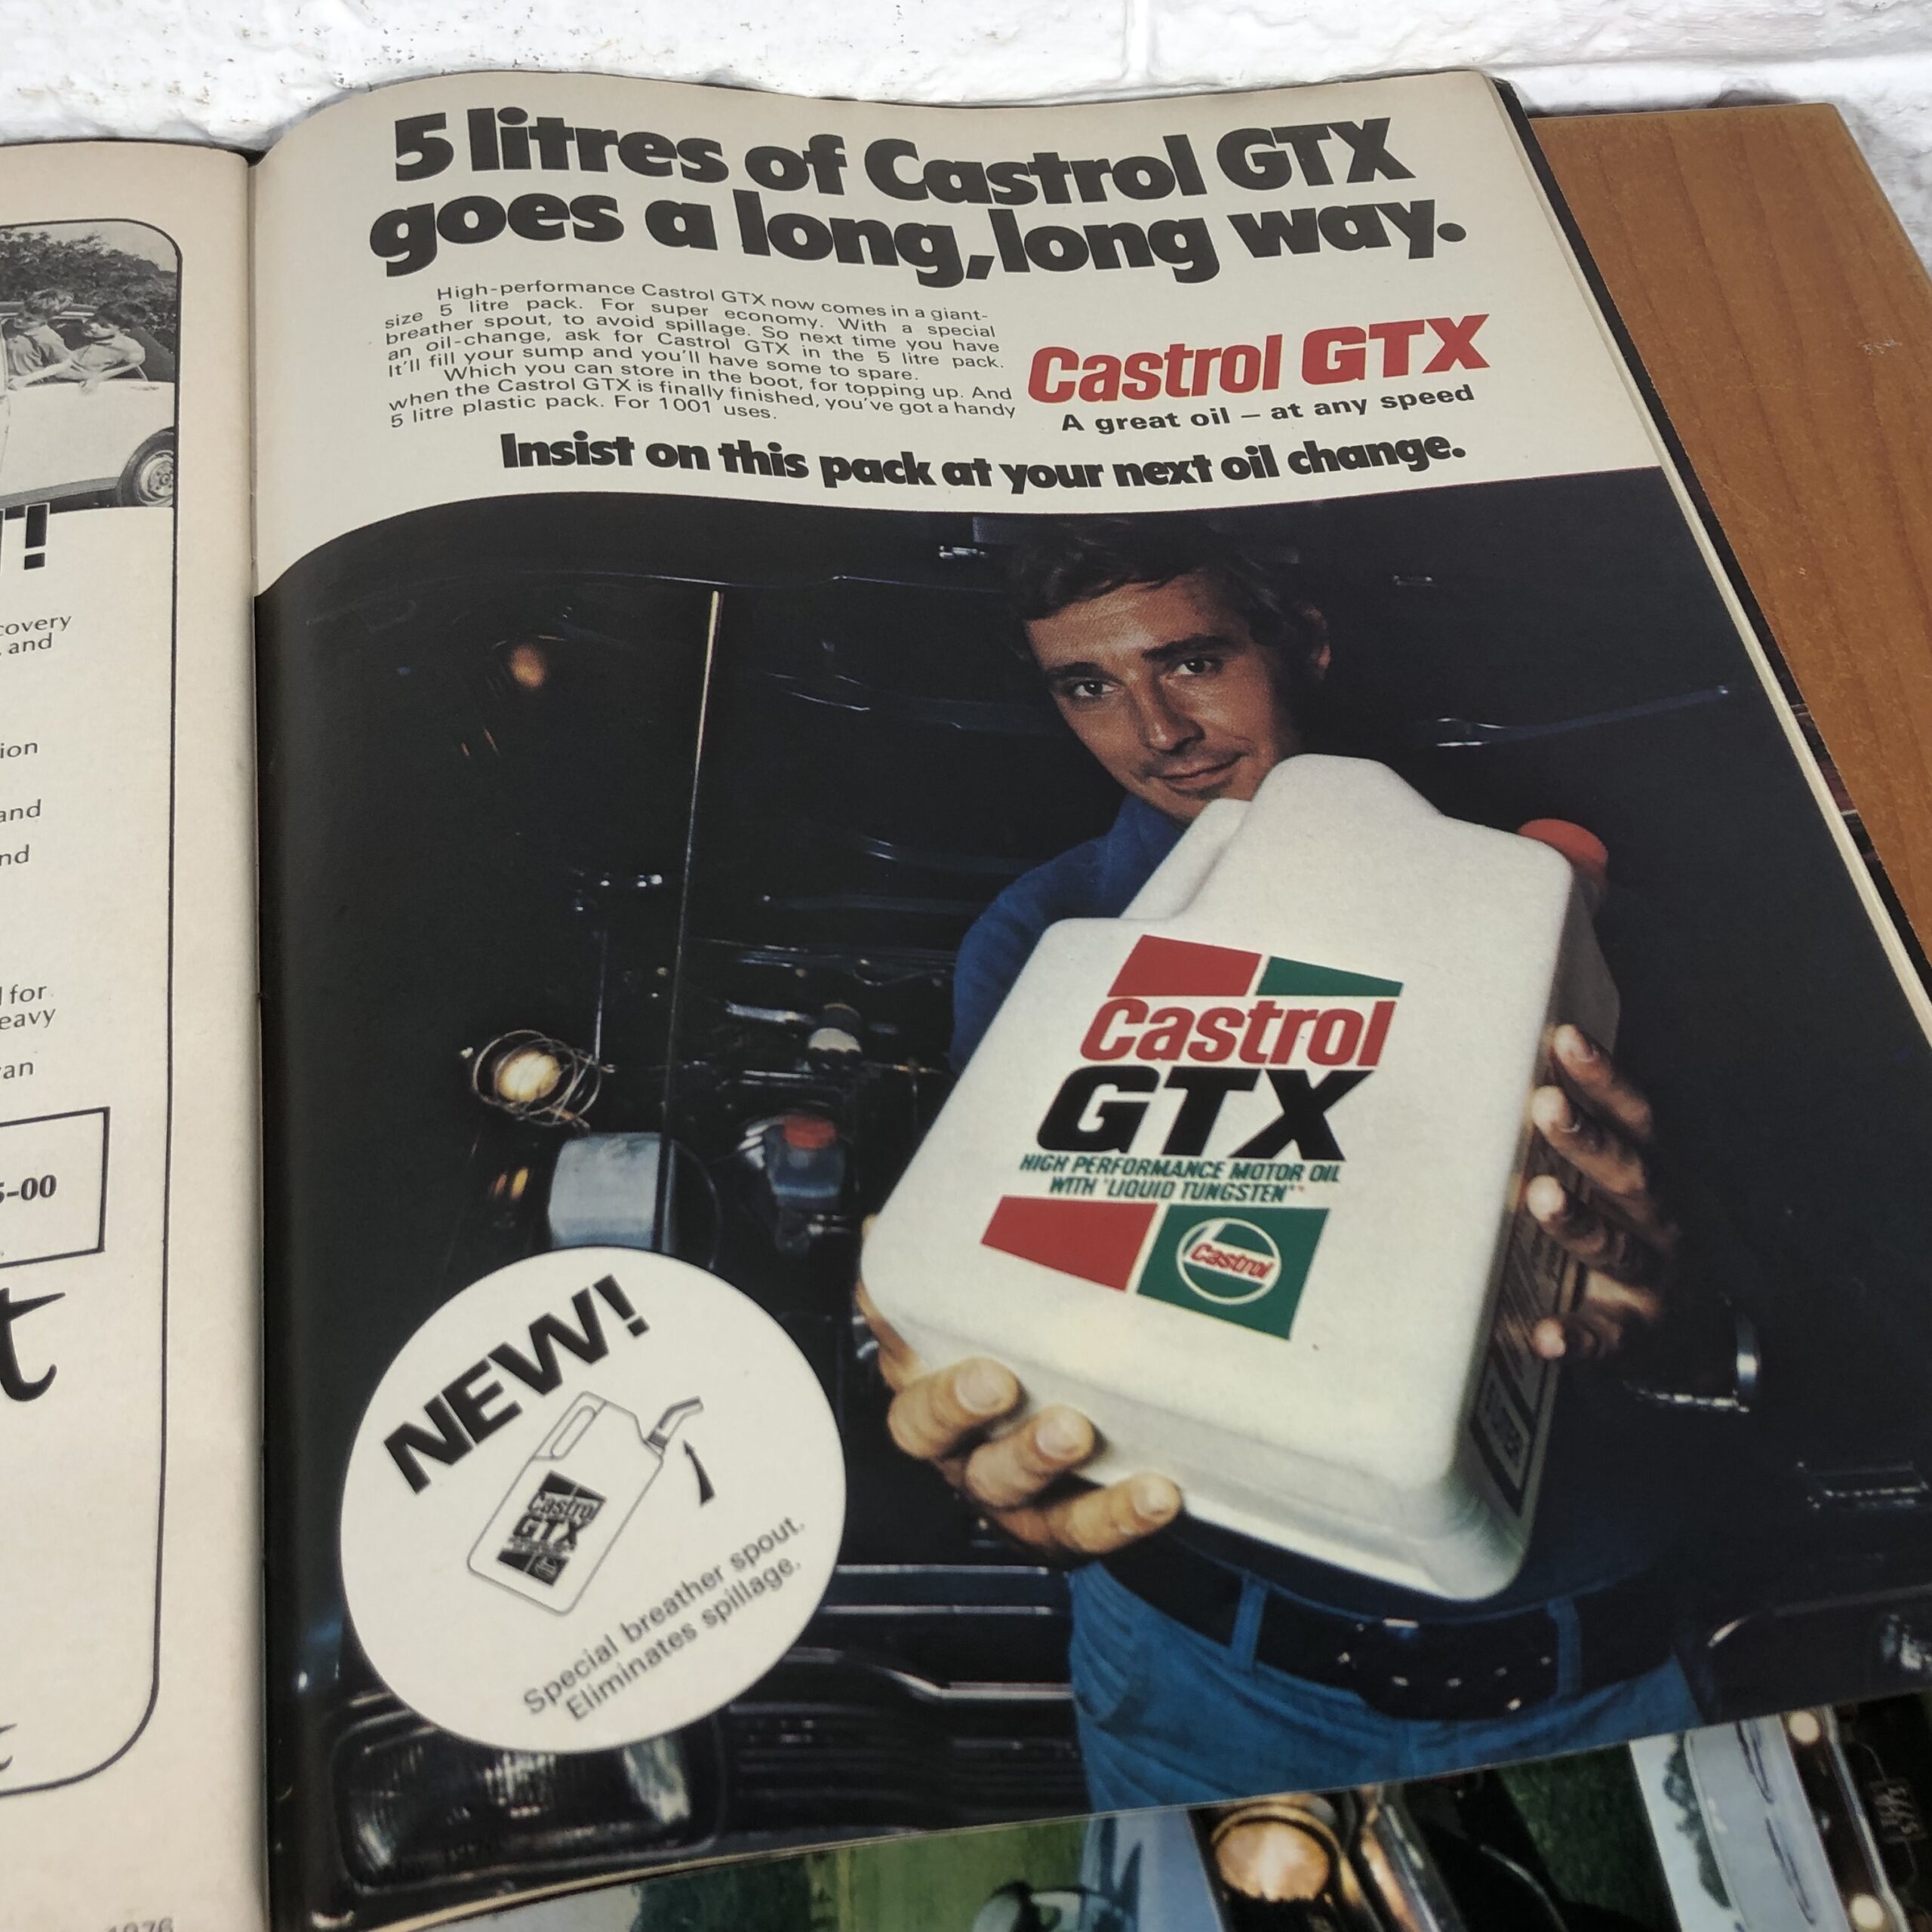 5 litres of Castrol GTX
goes a long, long way.
High-performance Castrol GTX now comes in a giant-
size 5 litre pack. For super economy. With a special
breather spout, to avoid spillage. So next time you have
an oil-change, ask for Castrol GTX in the 5 litre pack.
It'll fill your sump and you'll have some to spare.
Which you can store in the boot, for topping up. And
when the Castrol GTX is finally finished, you've got a handy
5 litre plastic pack. For 1001 uses.
Castrol GTX
A great oil – at any speed
Insist on this pack at your next oil change.
Castrol
GTX
HIGH PERFORMANCE MOTOR OIL
WITH 'LIQUID TUNGSTEN'*
Castrol
NEW!
Castrol
GTX
Special breather spout.
Eliminates spillage.
!
covery
, and
ion
and
nd
for
eavy
an
5-00
t
1976